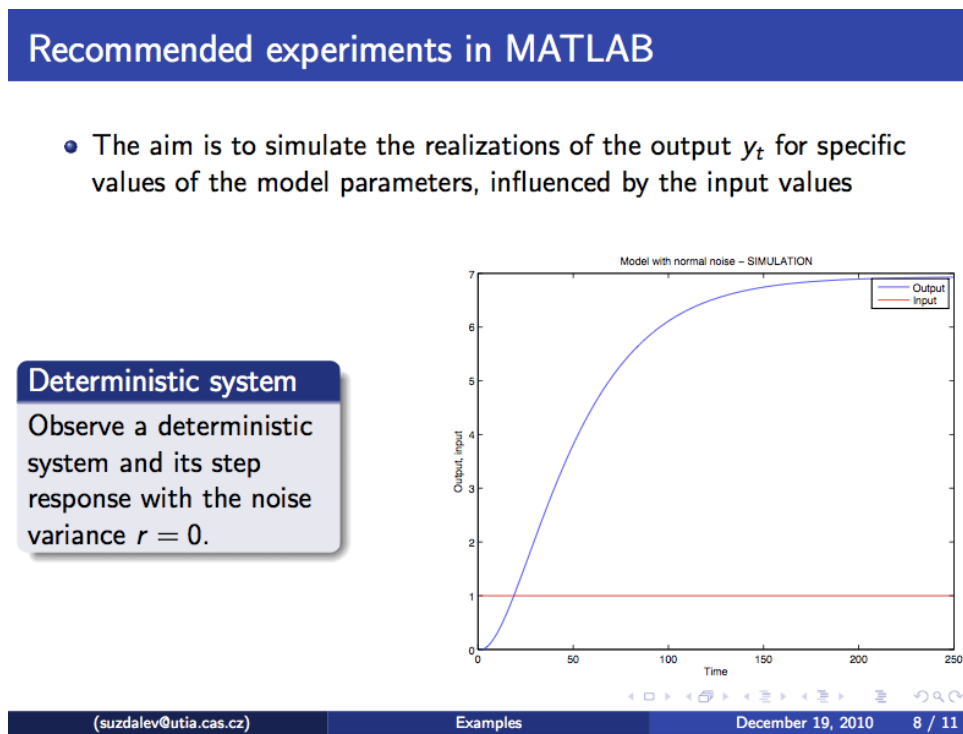 Recommended experiments in MATLAB
The aim is to simulate the realizations of the output y_t for specific
values of the model parameters, influenced by the input values
Deterministic system
Observe a deterministic
system and its step
response with the noise
variance r = 0.
Model with normal noise – SIMULATION
Output
Input
Output, input
7
6
5
4
3
2
1
0
0 50 100 150 200 250
Time
(suzdalev@utia.cas.cz) Examples December 19, 2010 8 / 11